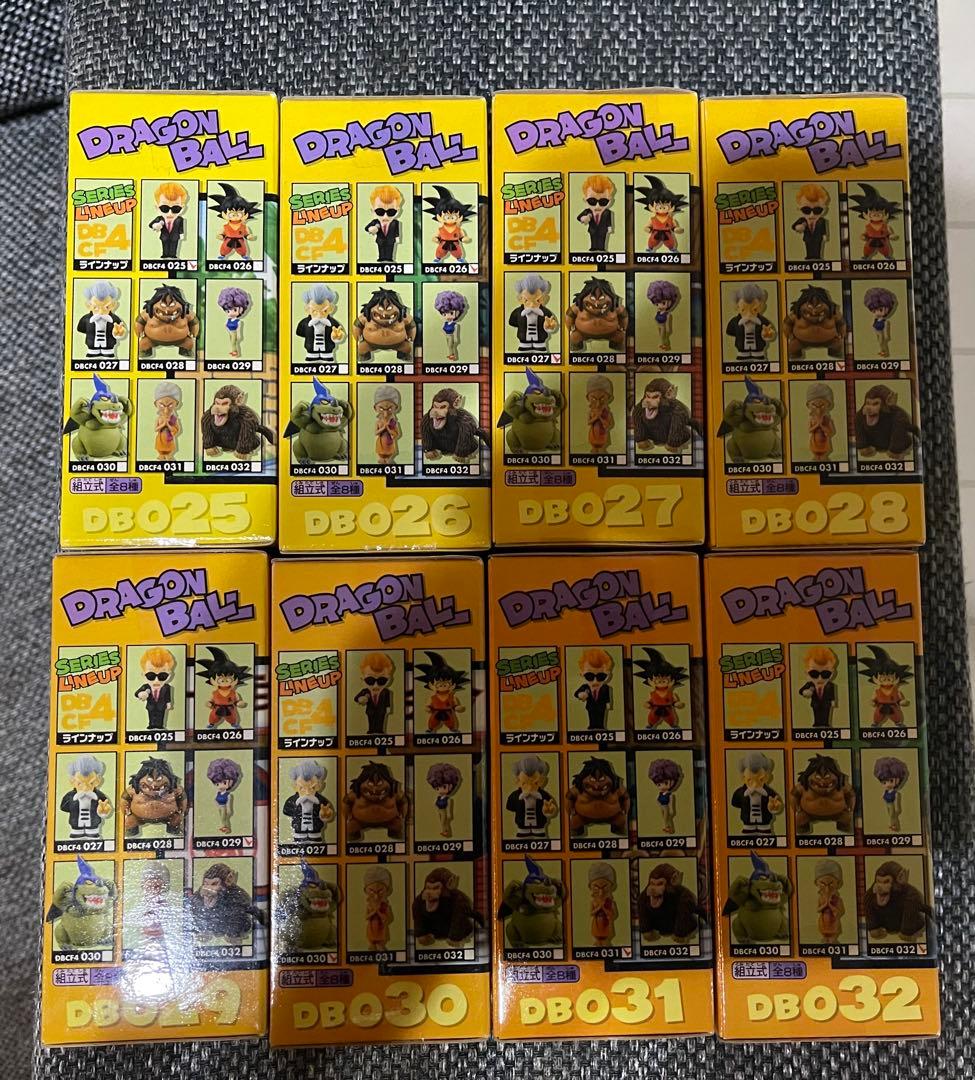 DRAGON
BALL
SERIES
LINEUP
DB
CF4
ラインナップ
DBCF4 025
DBCF4 026
DBCF4 027
DBCF4 028
DBCF4 029
DBCF4 030
DBCF4 031
DBCF4 032
組立式 全8種
DB025
DRAGON
BALL
SERIES
LINEUP
DB
CF4
ラインナップ
DBCF4 025
DBCF4 026
DBCF4 027
DBCF4 028
DBCF4 029
DBCF4 030
DBCF4 031
DBCF4 032
組立式 全8種
DB026
DRAGON
BALL
SERIES
LINEUP
DB
CF4
ラインナップ
DBCF4 025
DBCF4 026
DBCF4 027
DBCF4 028
DBCF4 029
DBCF4 030
DBCF4 031
DBCF4 032
組立式 全8種
DB027
DRAGON
BALL
SERIES
LINEUP
DB
CF4
ラインナップ
DBCF4 025
DBCF4 026
DBCF4 027
DBCF4 028
DBCF4 029
DBCF4 030
DBCF4 031
DBCF4 032
組立式 全8種
DB028
DRAGON
BALL
SERIES
LINEUP
DB
CF4
ラインナップ
DBCF4 025
DBCF4 026
DBCF4 027
DBCF4 028
DBCF4 029
DBCF4 030
DBCF4 032
組立式 全8種
DB029
DRAGON
BALL
SERIES
LINEUP
DB
CF4
ラインナップ
DBCF4 025
DBCF4 026
DBCF4 027
DBCF4 028
DBCF4 029
DBCF4 030
DBCF4 031
DBCF4 032
組立式 全8種
DB030
DRAGON
BALL
SERIES
LINEUP
DB
CF4
ラインナップ
DBCF4 025
DBCF4 026
DBCF4 027
DBCF4 028
DBCF4 029
DBCF4 030
DBCF4 031
DBCF4 032
組立式 全8種
DB031
DRAGON
BALL
SERIES
LINEUP
DB
CF4
ラインナップ
DBCF4 025
DBCF4 026
DBCF4 027
DBCF4 028
DBCF4 029
DBCF4 030
DBCF4 031
DBCF4 032
組立式 全8種
DB032